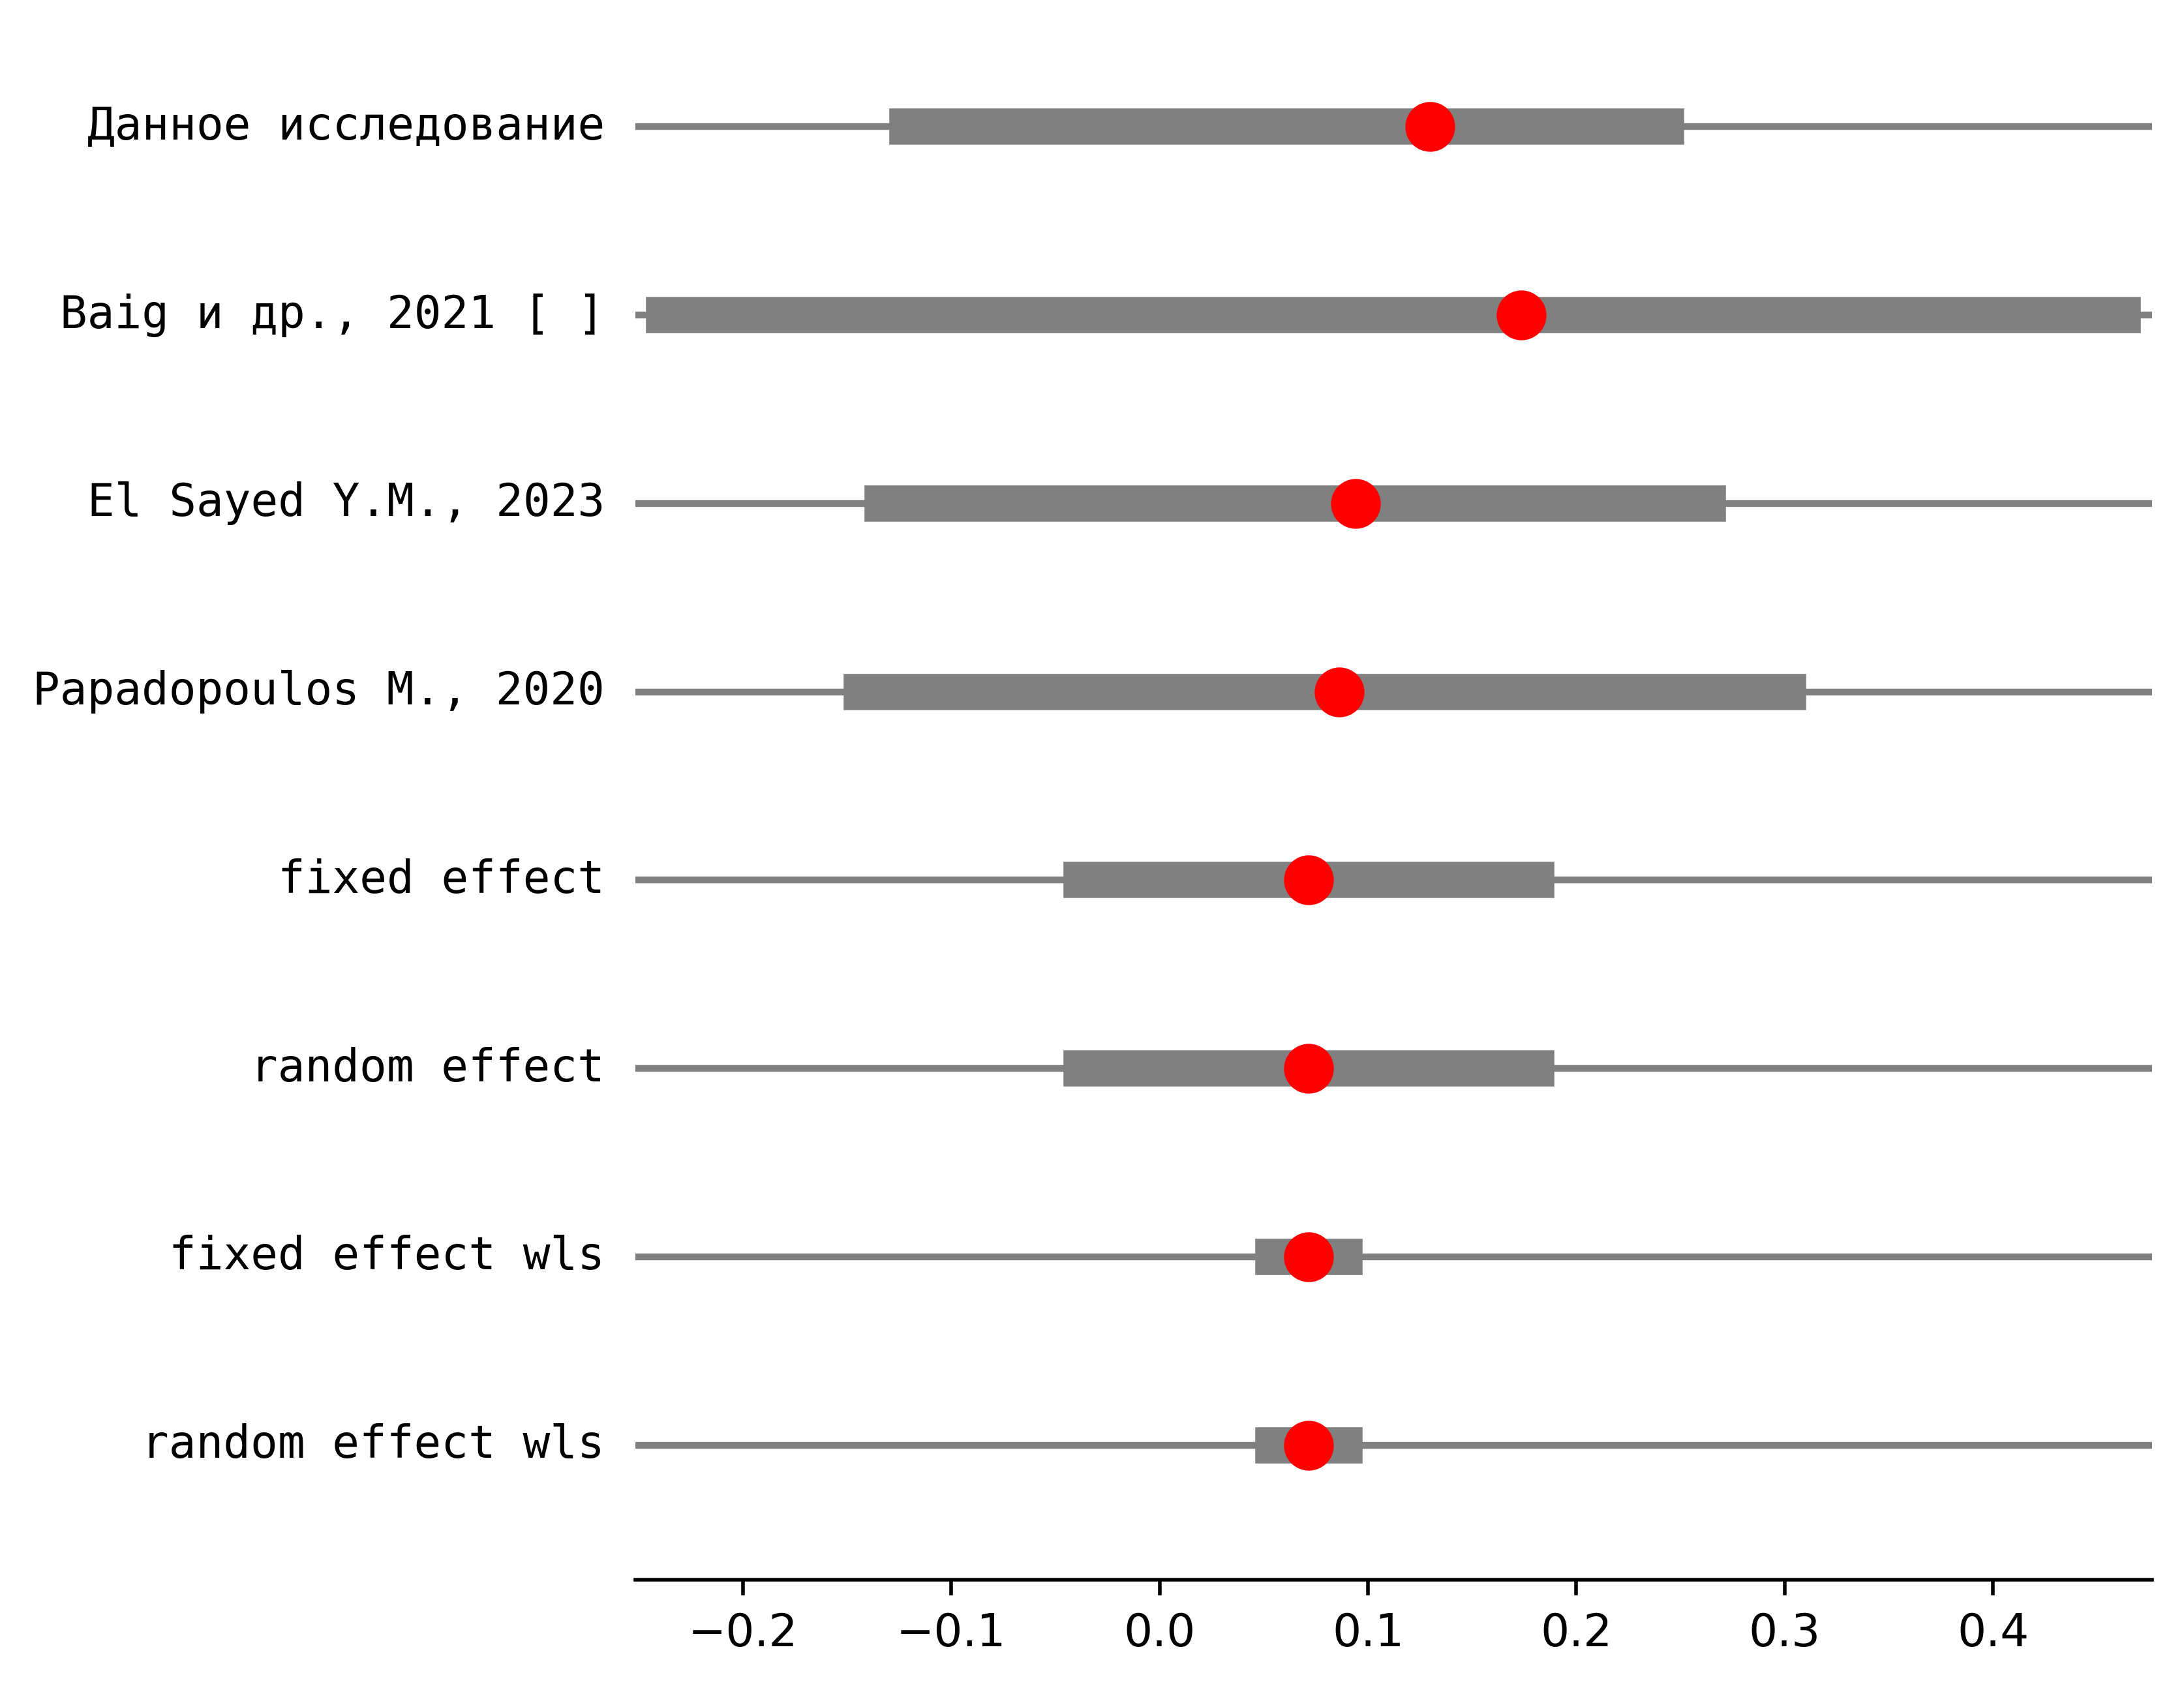 Данное исследование
Baig и др., 2021 [ ]
El Sayed Y.M., 2023
Papadopoulos M., 2020
fixed effect
random effect
fixed effect wls
random effect wls
−0.2 −0.1 0.0 0.1 0.2 0.3 0.4